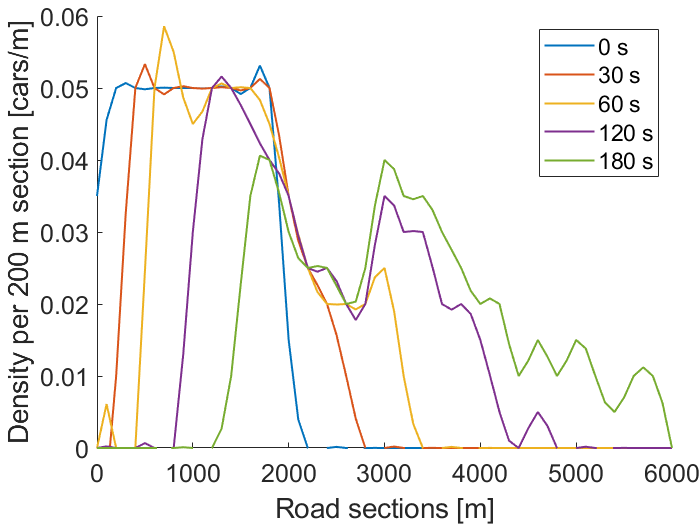 Density per 200 m section [cars/m]
0.06
0.05
0.04
0.03
0.02
0.01
0
0 1000 2000 3000 4000 5000 6000
Road sections [m]
0 s
30 s
60 s
120 s
180 s